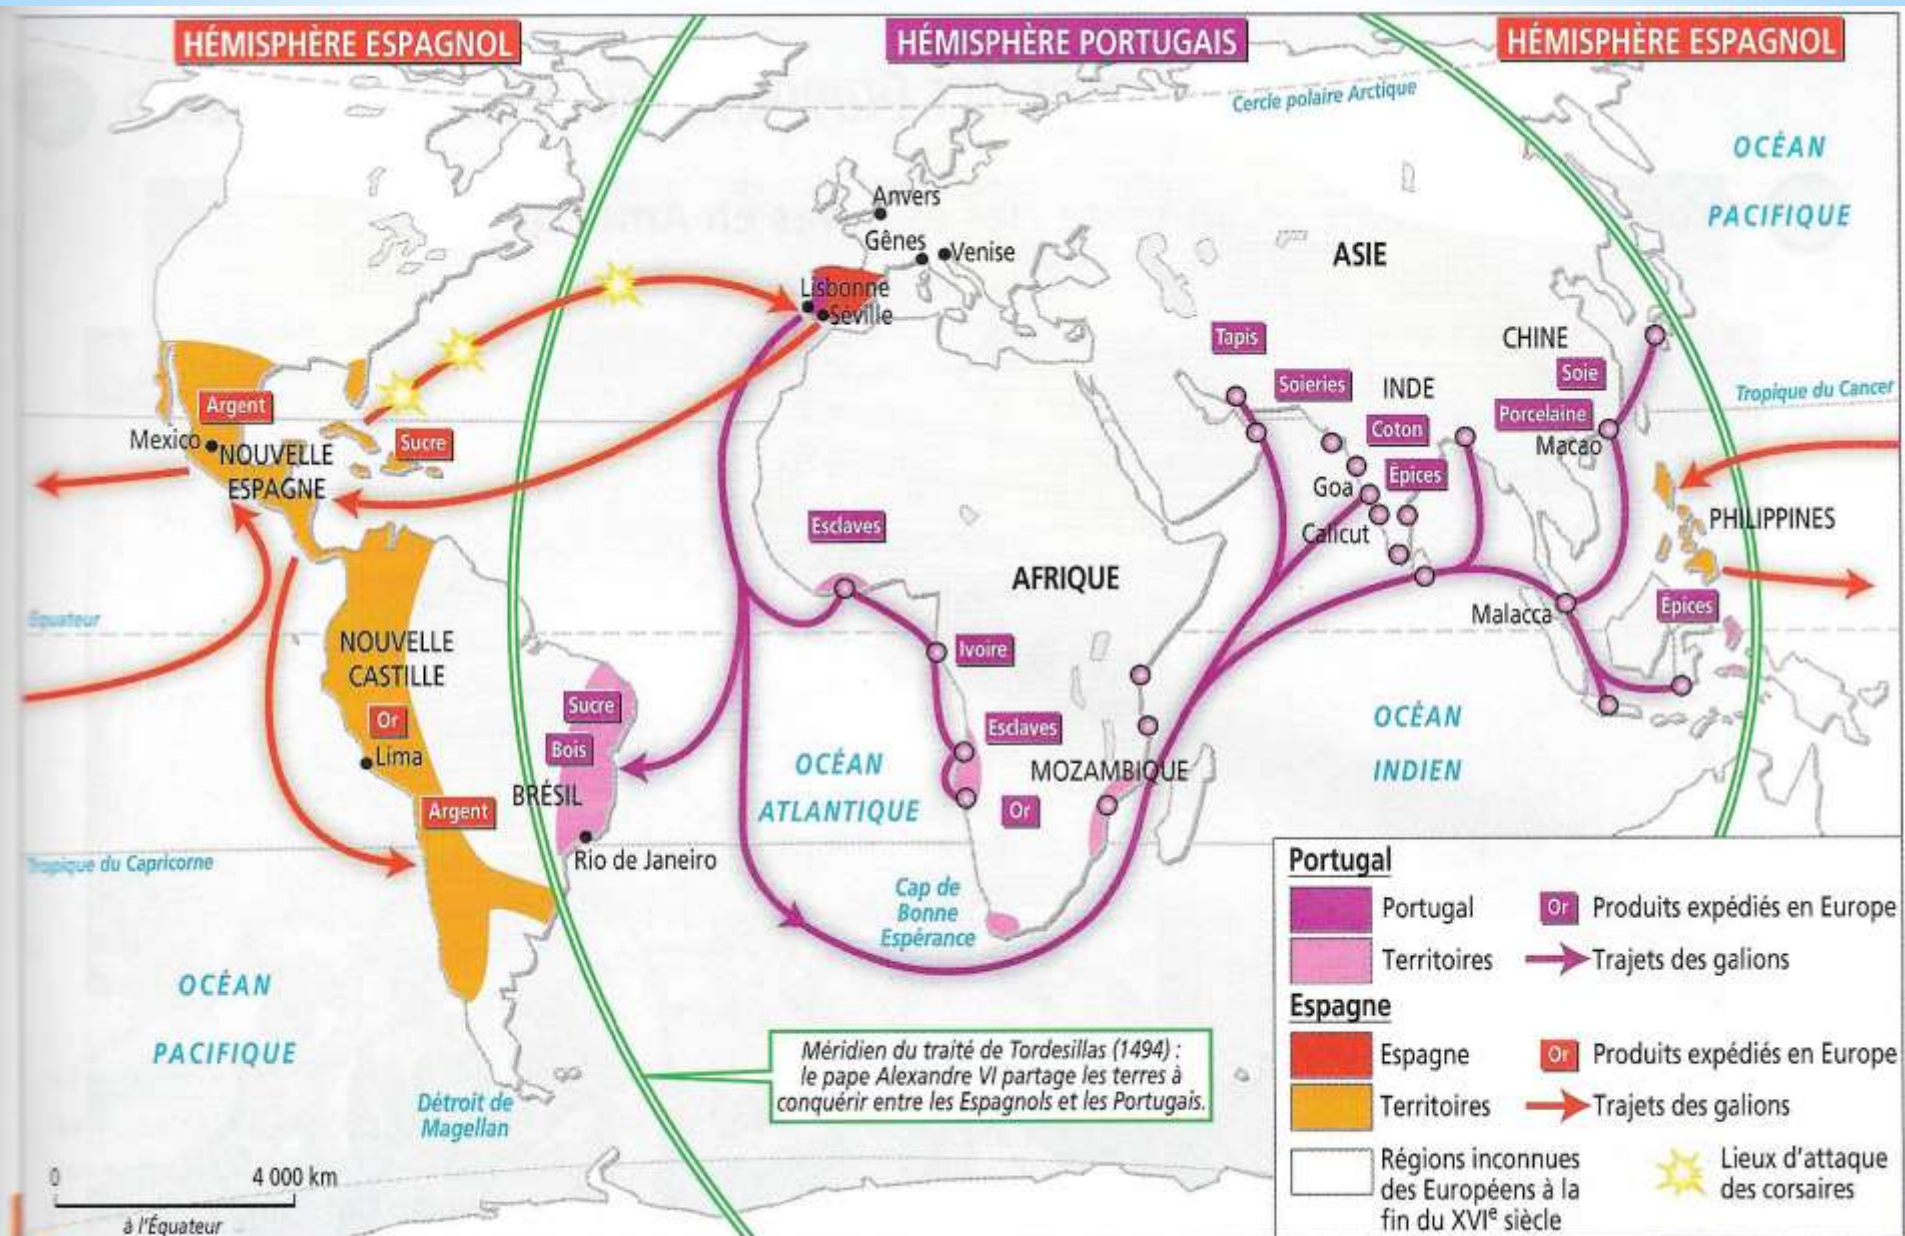 HÉMISPHÈRE ESPAGNOL
HÉMISPHÈRE PORTUGAIS
HÉMISPHÈRE ESPAGNOL
Cercle polaire Arctique
OCÉAN
PACIFIQUE
Anvers
Gênes
Venise
ASIE
Lisbonne
Séville
Tapis
CHINE
Soieries
INDE
Soie
Tropique du Cancer
Argent
Porcelaine
Coton
Mexico
Sucre
Macao
NOUVELLE
ESPAGNE
Épices
Goa
PHILIPPINES
Esclaves
Calicut
AFRIQUE
Malacca
Épices
Équateur
NOUVELLE
CASTILLE
Ivoire
Sucre
Or
Esclaves
OCÉAN
INDIEN
Bois
Lima
OCÉAN
ATLANTIQUE
MOZAMBIQUE
BRÉSIL
Argent
Or
Rio de Janeiro
Tropique du Capricorne
Cap de
Bonne
Espérance
OCÉAN
PACIFIQUE
Méridien du traité de Tordesillas (1494) :
le pape Alexandre VI partage les terres à
conquérir entre les Espagnols et les Portugais.
Détroit de
Magellan
0 4 000 km
à l'Équateur
Portugal
Portugal
Or Produits expédiés en Europe
Territoires
Trajets des galions
Espagne
Espagne
Or Produits expédiés en Europe
Territoires
Trajets des galions
Régions inconnues
des Européens à la
fin du XVIe siècle
Lieux d'attaque
des corsaires